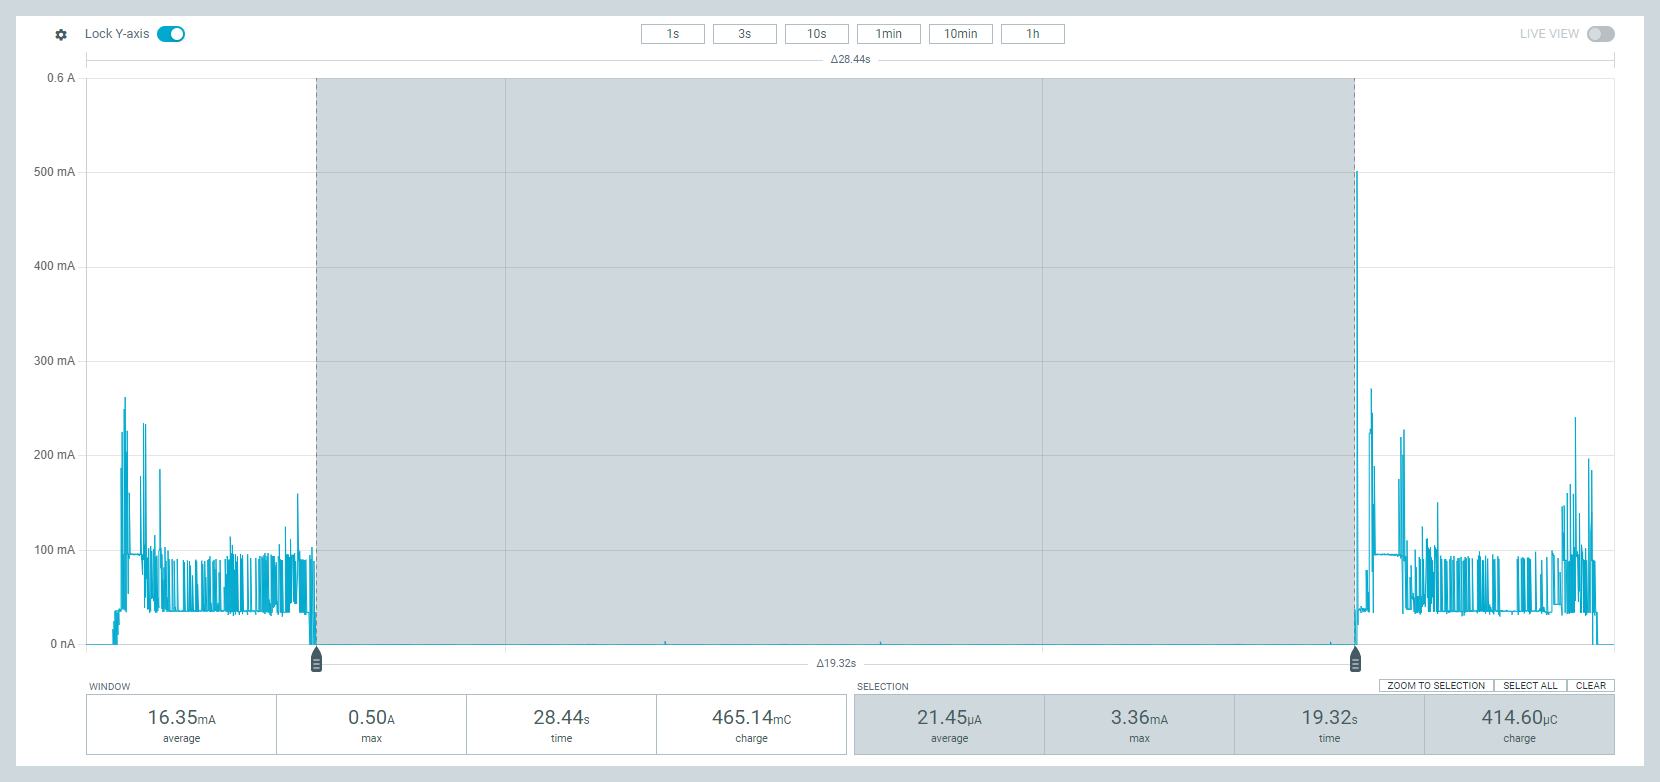 Lock Y-axis
1s 3s 10s 1min 10min 1h
LIVE VIEW
Δ28.44s
0.6 A
500 mA
400 mA
300 mA
200 mA
100 mA
0 nA
Δ19.32s
WINDOW
16.35mA 0.50A 28.44s 465.14mC
average max time charge
SELECTION
ZOOM TO SELECTION SELECT ALL CLEAR
21.45μA 3.36mA 19.32s 414.60μC
average max time charge